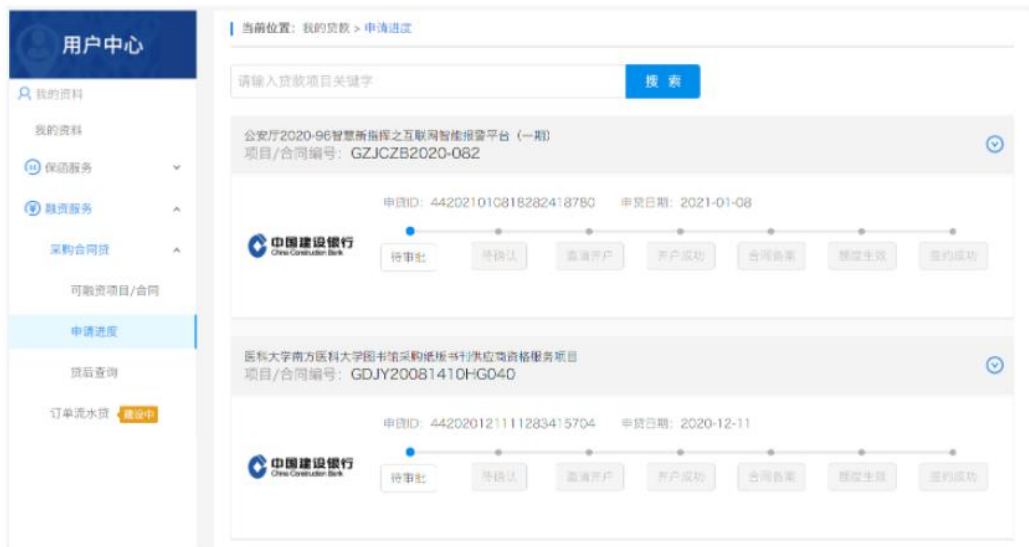 用户中心
我的资料
我的资料
保函服务
融资服务
采购合同贷
可融资项目/合同
申请进度
贷后查询
订单流水贷 建设中
当前位置：我的贷款 > 申请进度
请输入贷款项目关键字
搜 索
公安厅2020-96智慧新指挥之互联网智能报警平台（一期）
项目/合同编号：GZJCZB2020-082
申贷ID：442021010818282418780 申贷日期：2021-01-08
中国建设银行
China Construction Bank
待审批 待确认 邀请开户 开户成功 合同备案 额度生效 签约成功
医科大学南方医科大学图书馆采购纸版书刊供应商资格服务项目
项目/合同编号：GDJY20081410HG040
申贷ID：442020121111283415704 申贷日期：2020-12-11
中国建设银行
China Construction Bank
待审批 待确认 邀请开户 开户成功 合同备案 额度生效 签约成功